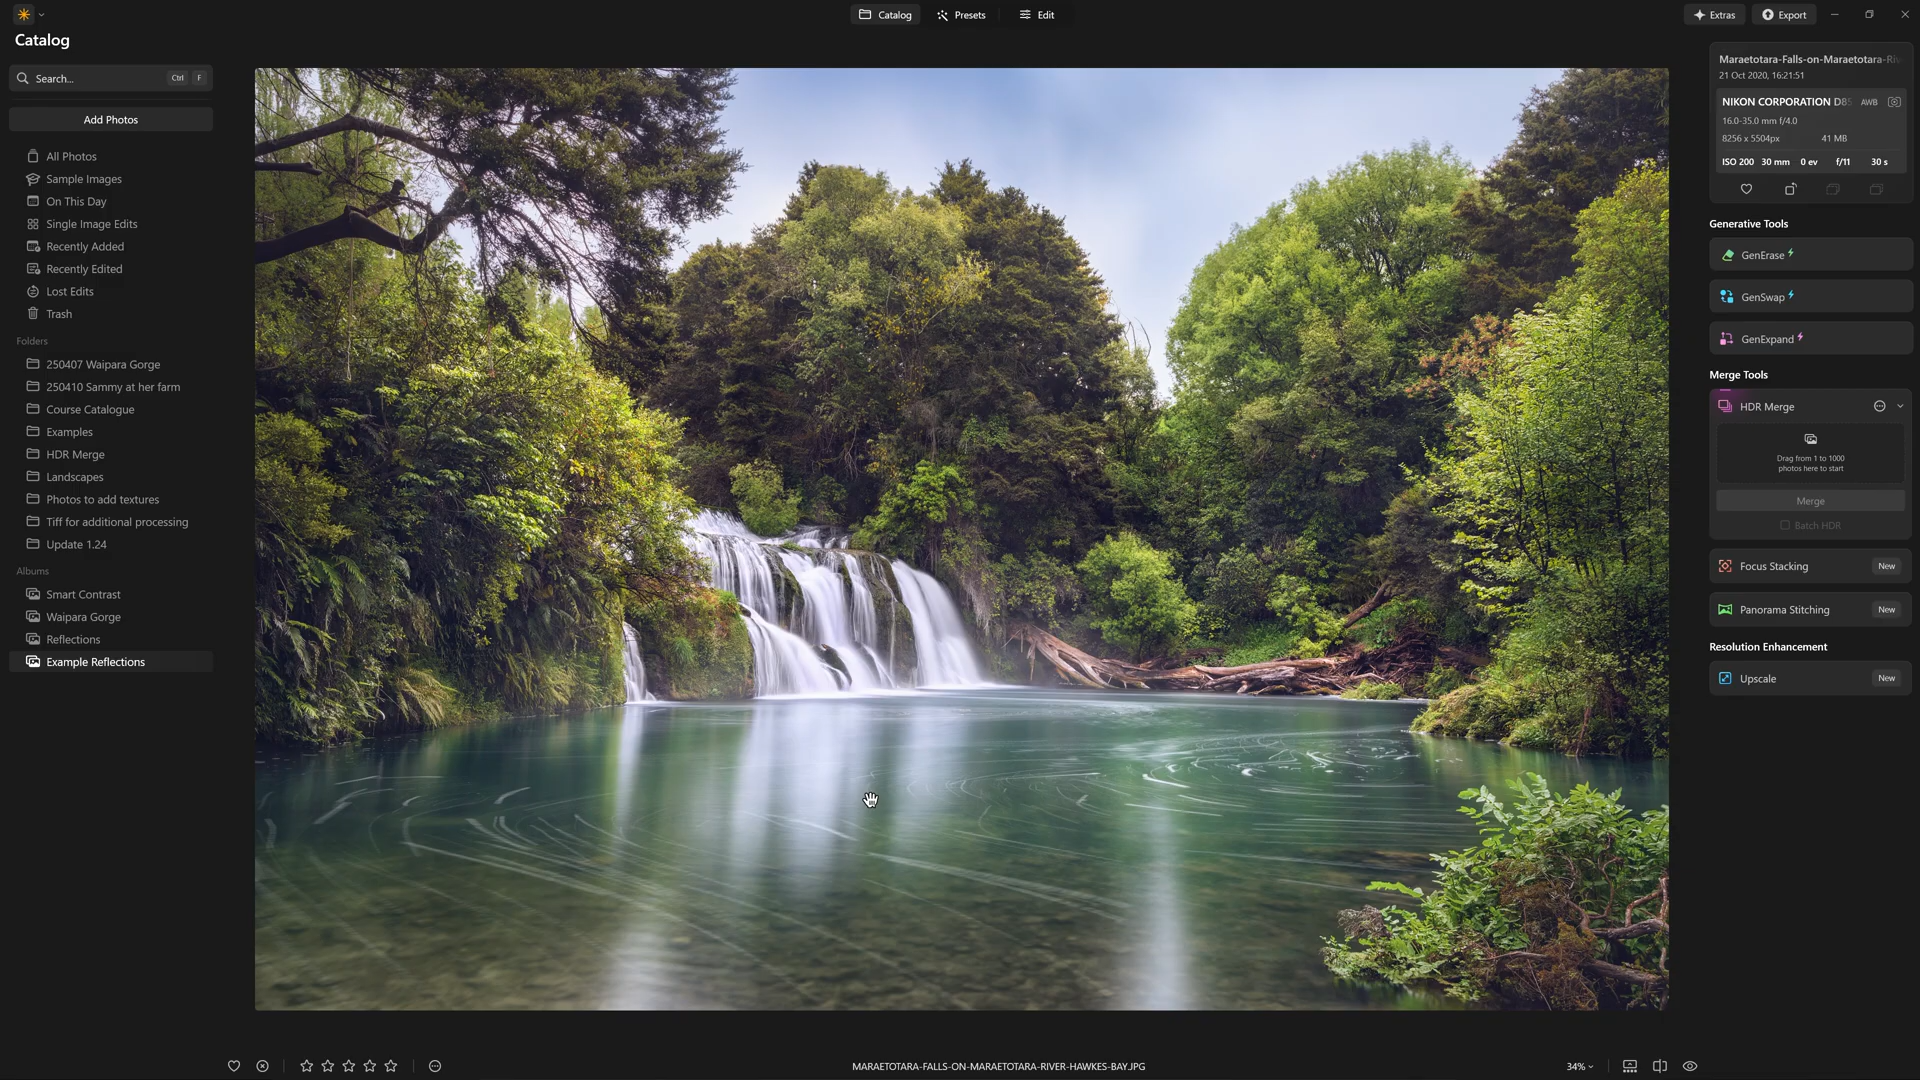 Catalog
Presets
Edit
Extras
Export
Catalog
Search...
Ctrl
F
Add Photos
All Photos
Sample Images
On This Day
Single Image Edits
Recently Added
Recently Edited
Lost Edits
Trash
Folders
250407 Waipara Gorge
250410 Sammy at her farm
Course Catalogue
Examples
HDR Merge
Landscapes
Photos to add textures
Tiff for additional processing
Update 1.24
Albums
Smart Contrast
Waipara Gorge
Reflections
Example Reflections
Maraetotara-Falls-on-Maraetotara-Riv
21 Oct 2020, 16:21:51
NIKON CORPORATION D85
AWB
16.0-35.0 mm f/4.0
8256 x 5504px
41 MB
ISO 200
30 mm
0 ev
f/11
30 s
Generative Tools
GenErase
GenSwap
GenExpand
Merge Tools
HDR Merge
Drag from 1 to 1000
photos here to start
Merge
Batch HDR
Focus Stacking
New
Panorama Stitching
New
Resolution Enhancement
Upscale
New
MARAETOTARA-FALLS-ON-MARAETOTARA-RIVER-HAWKES-BAY.JPG
34%